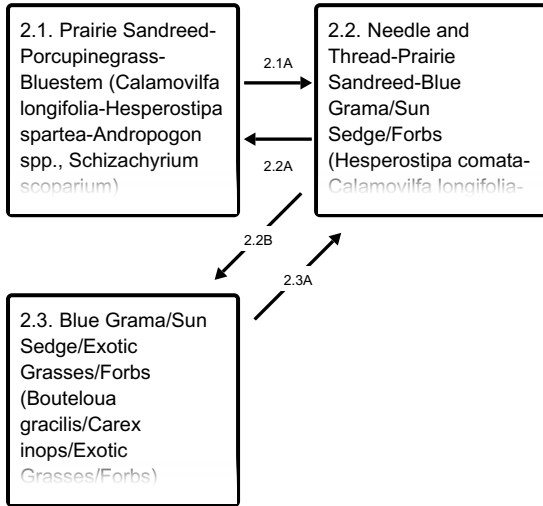 2.1. Prairie Sandreed-
Porcupinegrass-
Bluestem (Calamovilfa
longifolia-Hesperostipa
spartea-Andropogon
spp., Schizachyrium
scoparium)
2.1A
2.2A
2.2. Needle and
Thread-Prairie
Sandreed-Blue
Grama/Sun
Sedge/Forbs
(Hesperostipa comata-
Calamovilfa longifolia-
2.2B
2.3A
2.3. Blue Grama/Sun
Sedge/Exotic
Grasses/Forbs
(Bouteloua
gracilis/Carex
inops/Exotic
Grasses/Forbs)